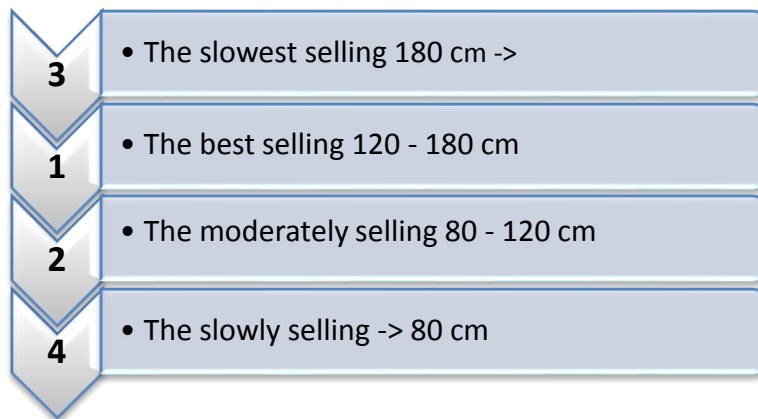 3
• The slowest selling 180 cm ->
1
• The best selling 120 - 180 cm
2
• The moderately selling 80 - 120 cm
4
• The slowly selling -> 80 cm